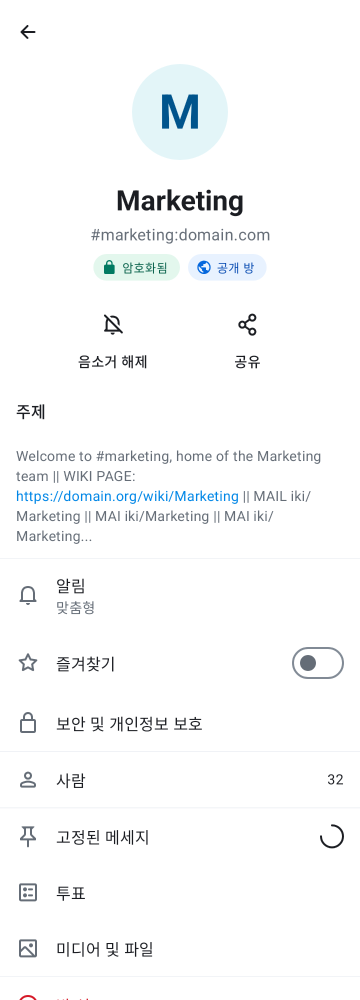 M
Marketing
#marketing:domain.com
암호화됨
공개 방
음소거 해제
공유
주제
Welcome to #marketing, home of the Marketing
team || WIKI PAGE:
https://domain.org/wiki/Marketing || MAIL iki/
Marketing || MAI iki/Marketing || MAI iki/
Marketing...
알림
맞춤형
즐겨찾기
보안 및 개인정보 보호
사람
32
고정된 메세지
투표
미디어 및 파일